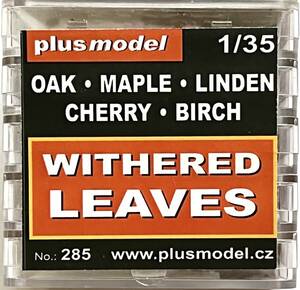 plusmodel 1/35
OAK • MAPLE • LINDEN
CHERRY • BIRCH
WITHERED
LEAVES
No.: 285 www.plusmodel.cz